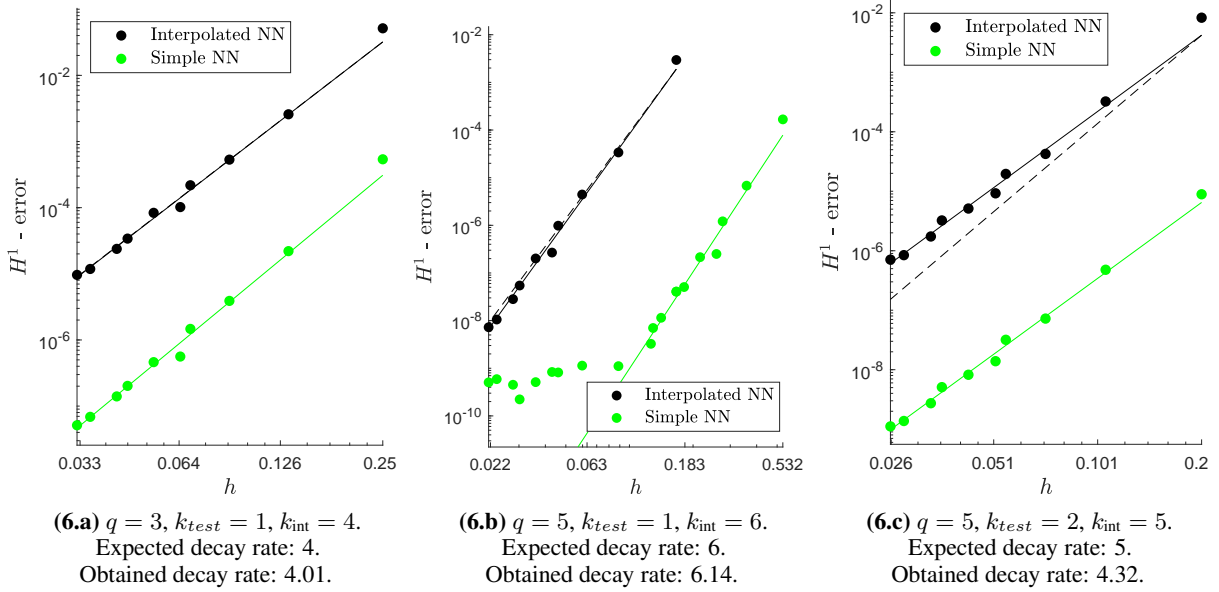 Interpolated NN
Simple NN
10^-2
10^-4
10^-6
H^1 - error
0.033 0.064 0.126 0.25
h
(6.a) q = 3, k_test = 1, k_int = 4.
Expected decay rate: 4.
Obtained decay rate: 4.01.
10^-2
10^-4
10^-6
10^-8
10^-10
H^1 - error
Interpolated NN
Simple NN
0.022 0.063 0.183 0.532
h
(6.b) q = 5, k_test = 1, k_int = 6.
Expected decay rate: 6.
Obtained decay rate: 6.14.
Interpolated NN
Simple NN
10^-2
10^-4
10^-6
10^-8
H^1 - error
0.026 0.051 0.101 0.2
h
(6.c) q = 5, k_test = 2, k_int = 5.
Expected decay rate: 5.
Obtained decay rate: 4.32.